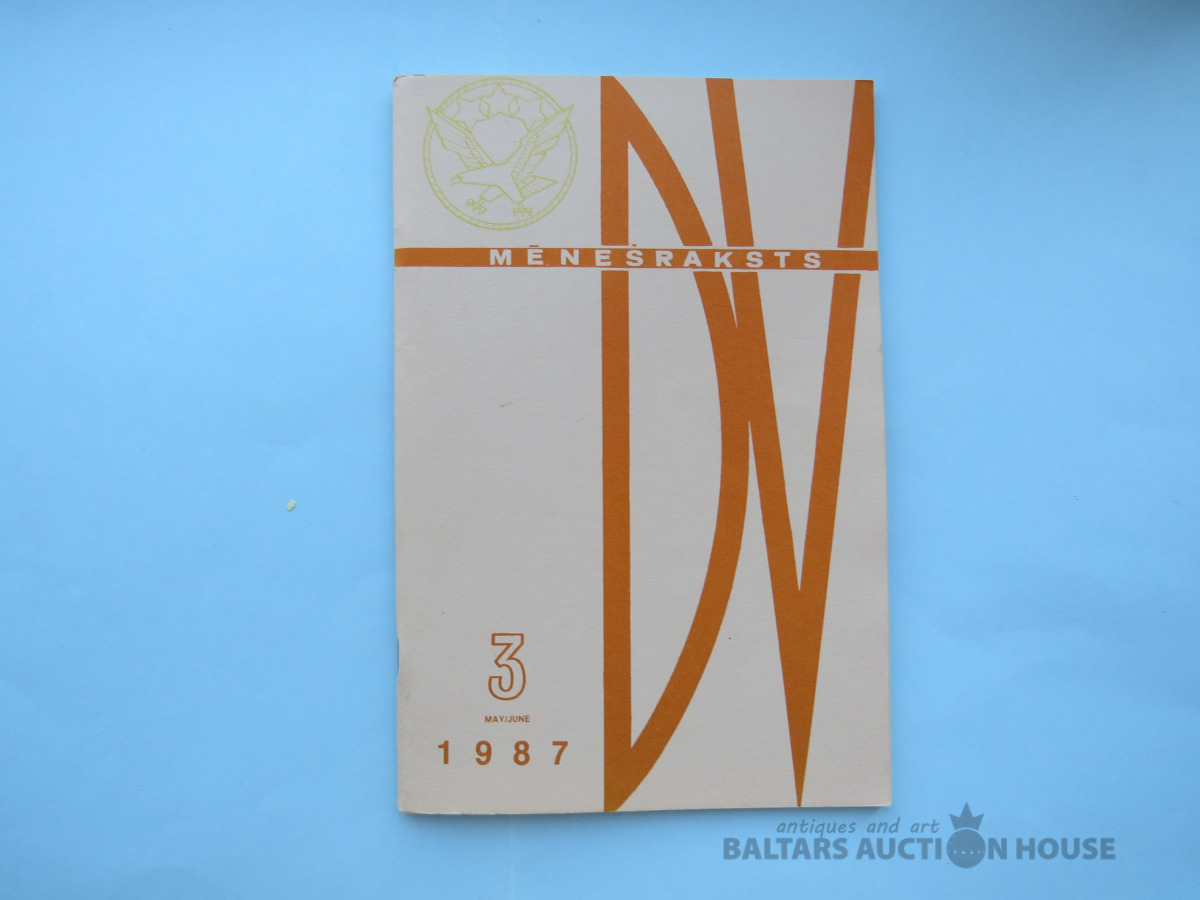 DV
MĒNEŠRAKSTS
3
MAY/JUNE
1987
antiques and art
BALTARS AUCTION HOUSE